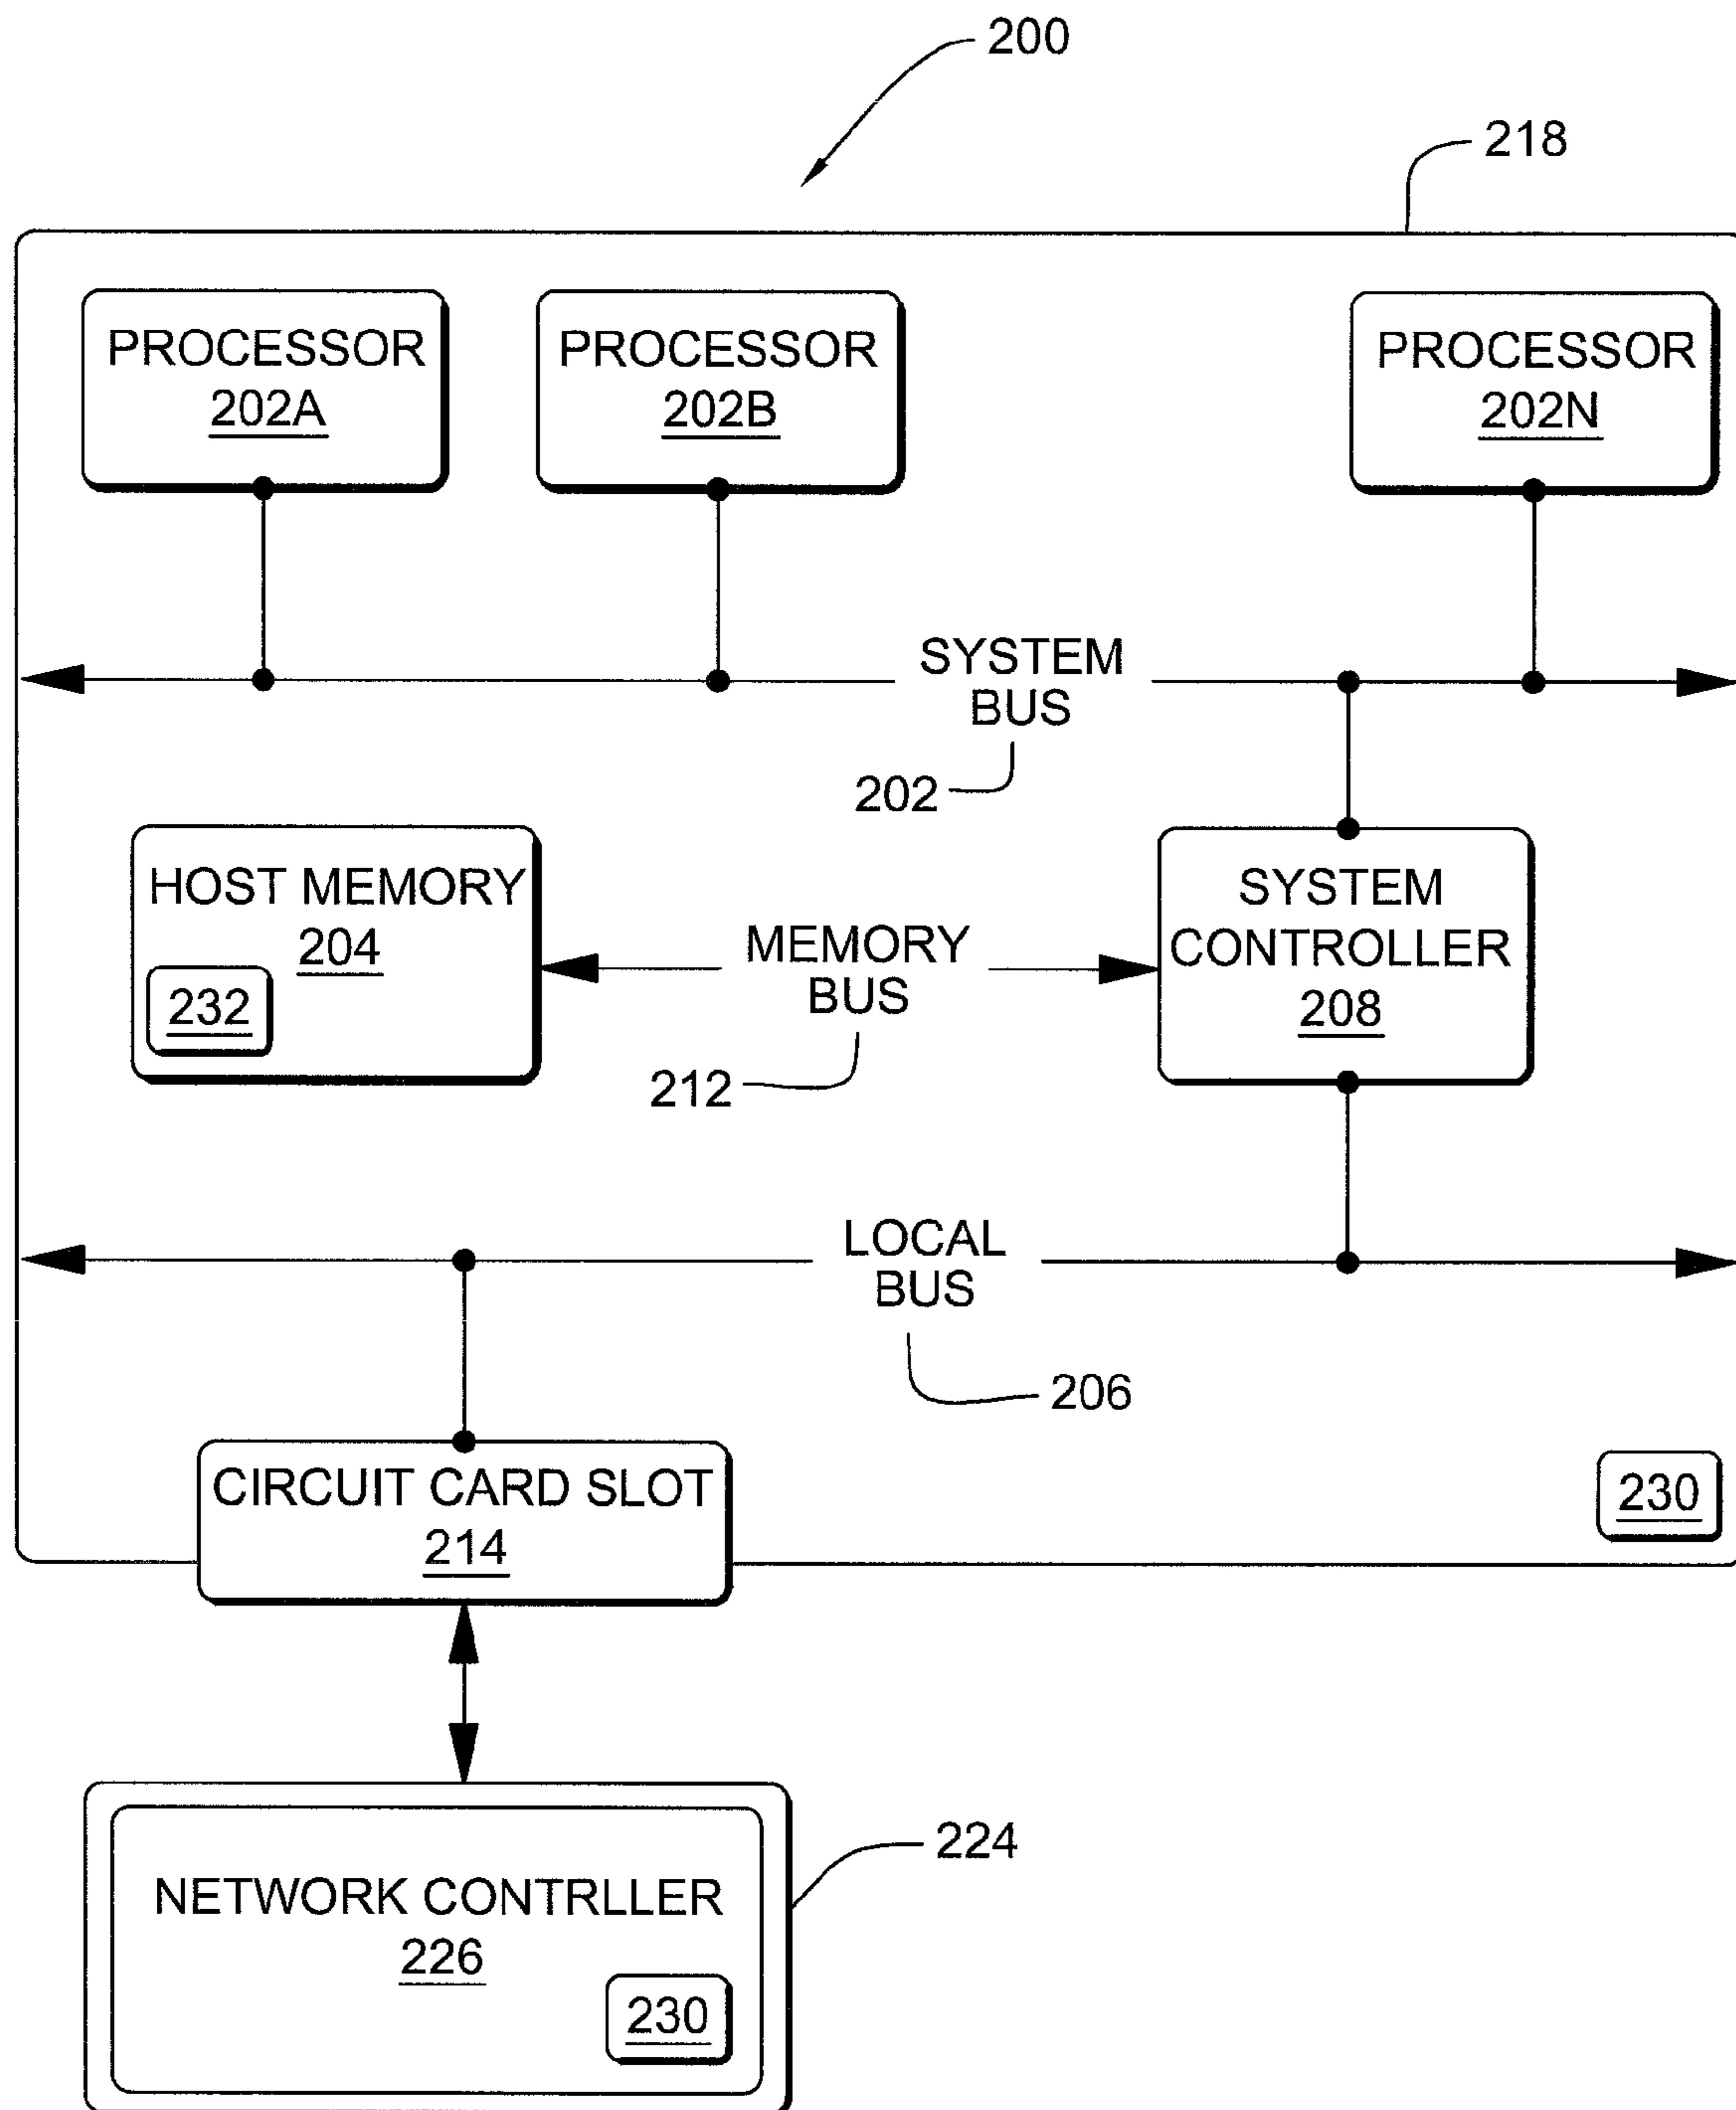 200
218
PROCESSOR
202A
PROCESSOR
202B
PROCESSOR
202N
SYSTEM
BUS
202
HOST MEMORY
204
232
MEMORY
BUS
212
SYSTEM
CONTROLLER
208
LOCAL
BUS
206
CIRCUIT CARD SLOT
214
230
224
NETWORK CONTRLLER
226
230